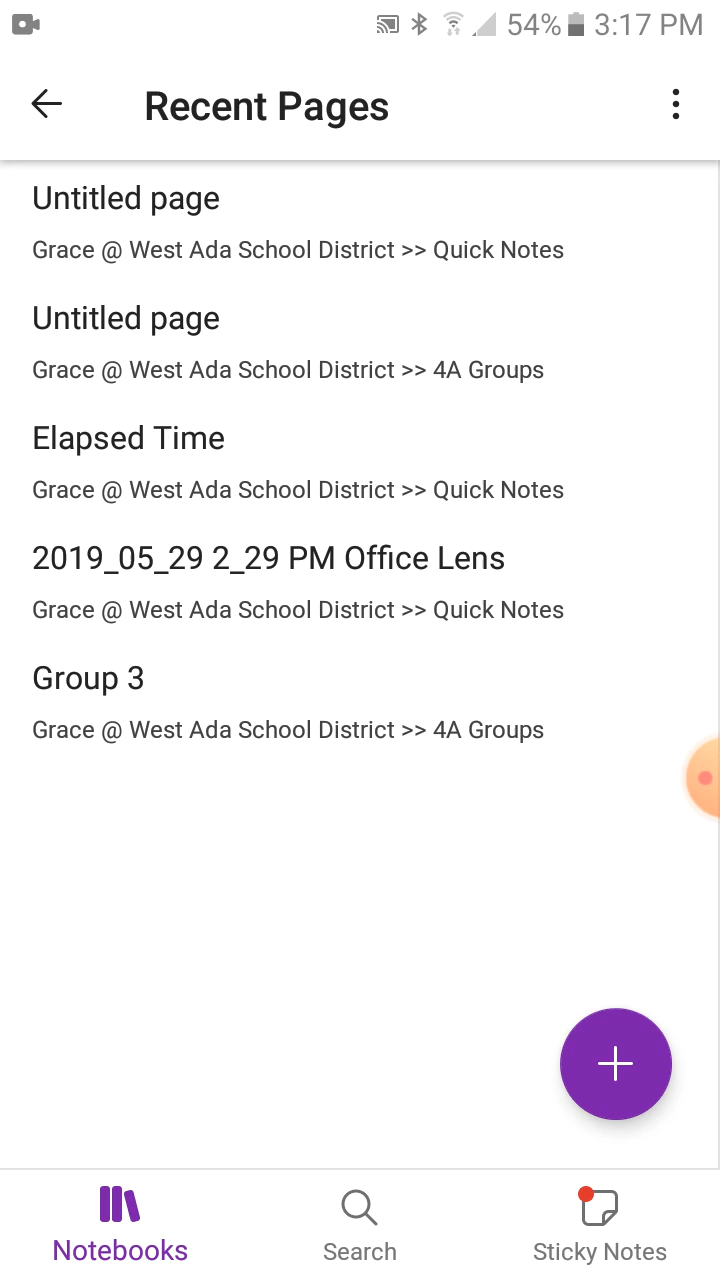 54% 3:17 PM
Recent Pages
Untitled page
Grace @ West Ada School District >> Quick Notes
Untitled page
Grace @ West Ada School District >> 4A Groups
Elapsed Time
Grace @ West Ada School District >> Quick Notes
2019_05_29 2_29 PM Office Lens
Grace @ West Ada School District >> Quick Notes
Group 3
Grace @ West Ada School District >> 4A Groups
Notebooks
Search
Sticky Notes